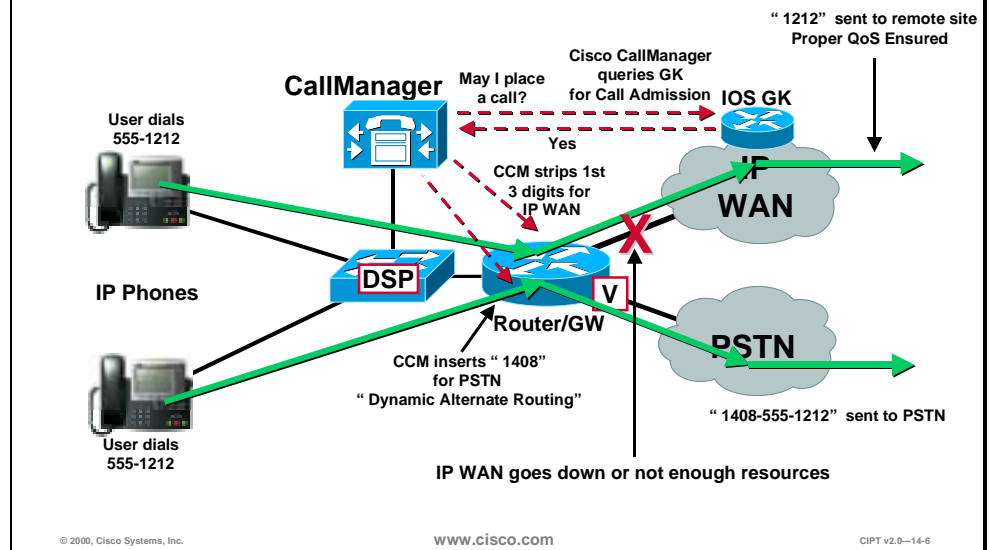 “ 1212” sent to remote site
Proper QoS Ensured
CallManager
May I place
a call?
Cisco CallManager
queries GK
for Call Admission
IOS GK
User dials
555-1212
Yes
CCM strips 1st
3 digits for
IP WAN
IP
WAN
IP Phones
DSP
V
Router/GW
PSTN
CCM inserts “ 1408”
for PSTN
“ Dynamic Alternate Routing”
“ 1408-555-1212” sent to PSTN
User dials
555-1212
IP WAN goes down or not enough resources
© 2000, Cisco Systems, Inc.
www.cisco.com
CIPT v2.0—14-6